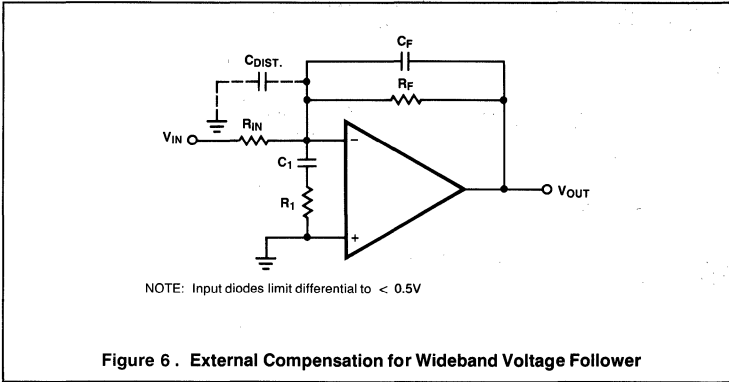 CF
CDIST.
RF
RIN
VIN
−
C1
R1
+
VOUT
NOTE: Input diodes limit differential to < 0.5V
Figure 6. External Compensation for Wideband Voltage Follower